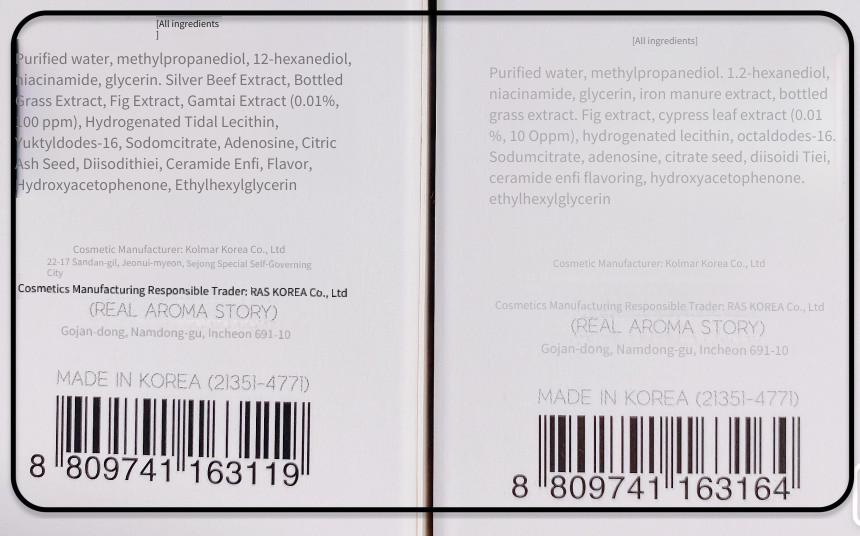 [All ingredients
]
Purified water, methylpropanediol, 12-hexanediol,
niacinamide, glycerin. Silver Beef Extract, Bottled
Grass Extract, Fig Extract, Gamtai Extract (0.01%,
100 ppm), Hydrogenated Tidal Lecithin,
Yuktyldodes-16, Sodomcitrate, Adenosine, Citric
Ash Seed, Diisodithiei, Ceramide Enfi, Flavor,
Hydroxyacetophenone, Ethylhexylglycerin
Cosmetic Manufacturer: Kolmar Korea Co., Ltd
22-17 Sandan-gil, Jeonui-myeon, Sejong Special Self-Governing
City
Cosmetics Manufacturing Responsible Trader: RAS KOREA Co., Ltd
(REAL AROMA STORY)
Gojan-dong, Namdong-gu, Incheon 691-10
MADE IN KOREA (21351-4771)
8 809741 163119
[All ingredients]
Purified water, methylpropanediol. 1.2-hexanediol,
niacinamide, glycerin, iron manure extract, bottled
grass extract. Fig extract, cypress leaf extract (0.01
%, 10 Oppm), hydrogenated lecithin, octaldodes-16.
Sodumcitrate, adenosine, citrate seed, diisoidi Tiei,
ceramide enfi flavoring, hydroxyacetophenone.
ethylhexylglycerin
Cosmetic Manufacturer: Kolmar Korea Co., Ltd
Cosmetics Manufacturing Responsible Trader: RAS KOREA Co., Ltd
(REAL AROMA STORY)
Gojan-dong, Namdong-gu, Incheon 691-10
MADE IN KOREA (21351-4771)
8 809741 163164